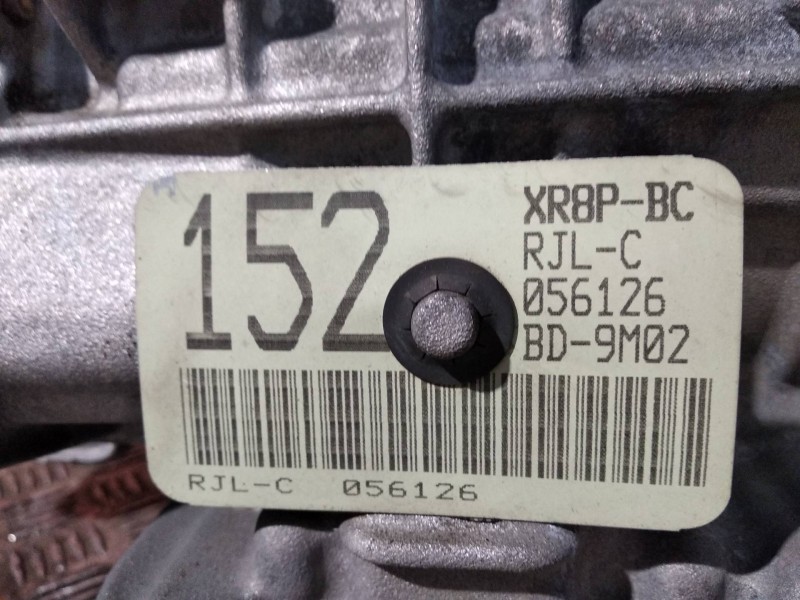 152
XR8P-BC
RJL-C
056126
BD-9M02
RJL-C 056126